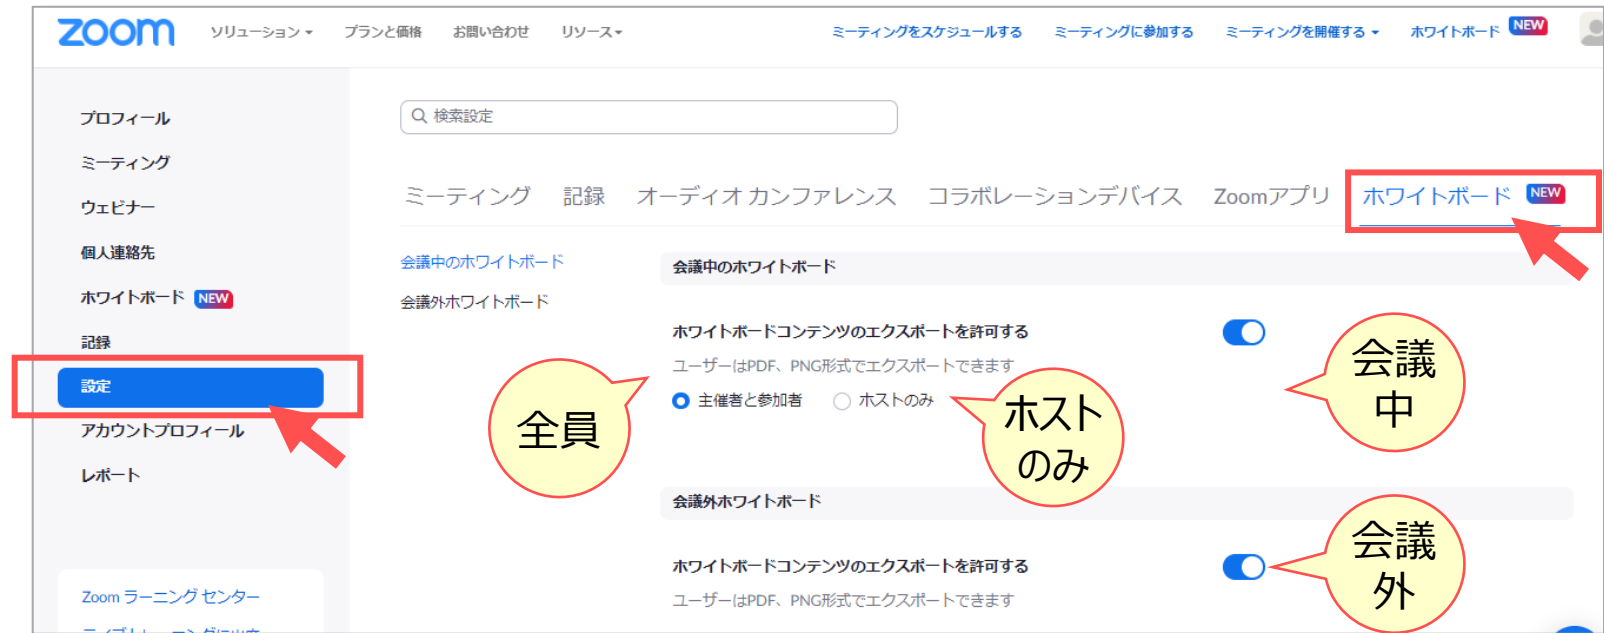 zoom ソリューション プランと価格 お問い合わせ リソース ミーティングをスケジュールする ミーティングに参加する ミーティングを開催する ホワイトボード NEW
プロフィール
ミーティング
ウェビナー
個人連絡先
ホワイトボード NEW
記録
設定
アカウントプロフィール
レポート
Zoom ラーニング センター
検索設定
ミーティング 記録 オーディオ カンファレンス コラボレーションデバイス Zoomアプリ ホワイトボード NEW
会議中のホワイトボード
会議外ホワイトボード
会議中のホワイトボード
ホワイトボードコンテンツのエクスポートを許可する
ユーザーはPDF、PNG形式でエクスポートできます
主催者と参加者 ホストのみ
全員
ホスト
のみ
会議
中
会議外ホワイトボード
ホワイトボードコンテンツのエクスポートを許可する
ユーザーはPDF、PNG形式でエクスポートできます
会議
外